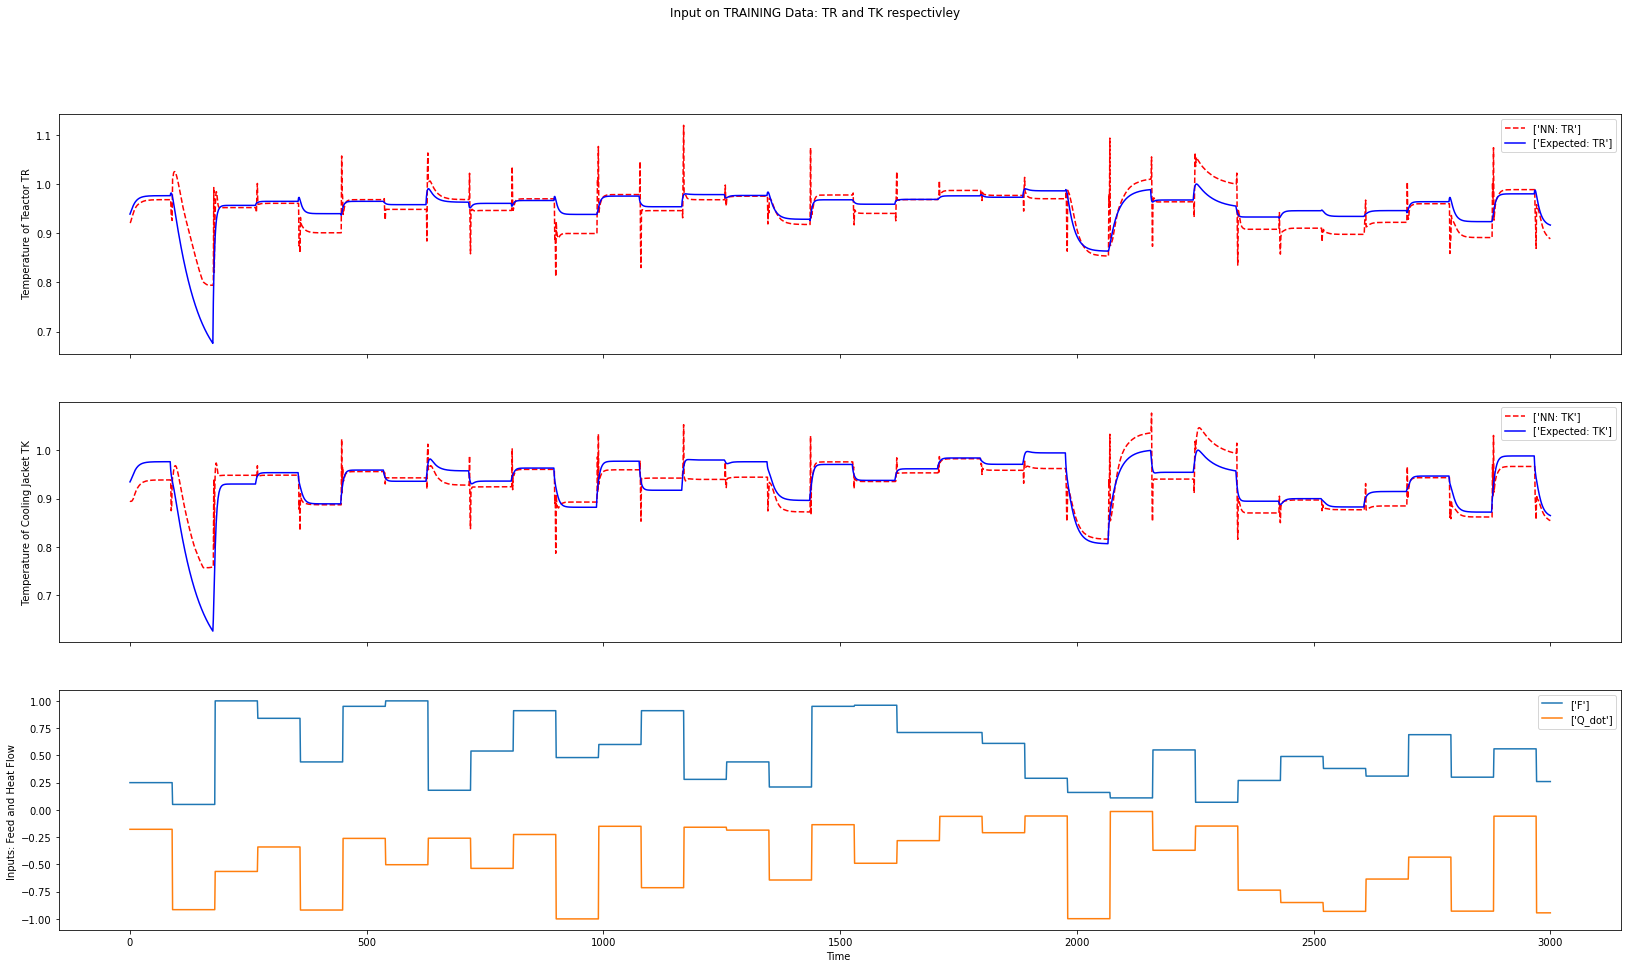 Input on TRAINING Data: TR and TK respectivley
Temperature of Teactor TR
1.1
1.0
0.9
0.8
0.7
['NN: TR']
['Expected: TR']
Temperature of Cooling Jacket TK
1.0
0.9
0.8
0.7
['NN: TK']
['Expected: TK']
Inputs: Feed and Heat Flow
1.00
0.75
0.50
0.25
0.00
−0.25
−0.50
−0.75
−1.00
['F']
['Q_dot']
0 500 1000 1500 2000 2500 3000
Time